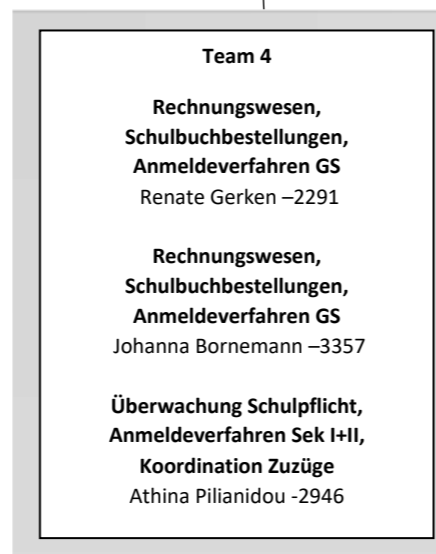 Team 4
Rechnungswesen,
Schulbuchbestellungen,
Anmeldeverfahren GS
Renate Gerken –2291
Rechnungswesen,
Schulbuchbestellungen,
Anmeldeverfahren GS
Johanna Bornemann –3357
Überwachung Schulpflicht,
Anmeldeverfahren Sek I+II,
Koordination Zuzüge
Athina Pilianidou -2946